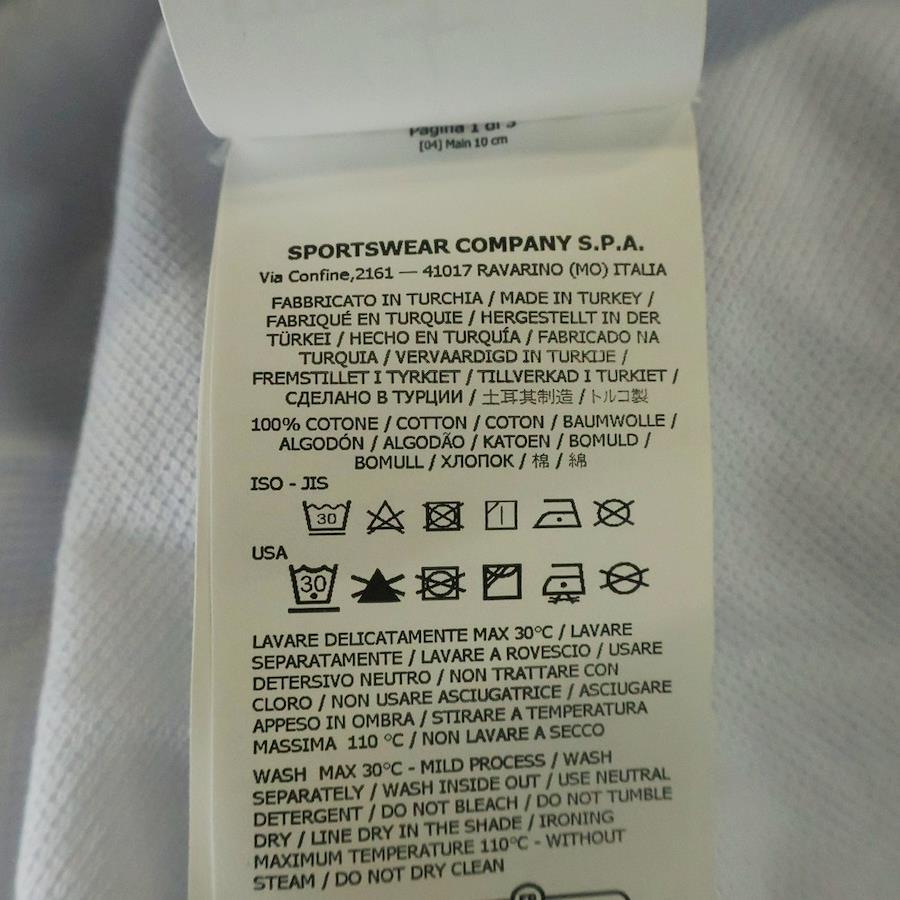 Pagina 1 di 3
[04] Main 10 cm
SPORTSWEAR COMPANY S.P.A.
Via Confine,2161 — 41017 RAVARINO (MO) ITALIA
FABBRICATO IN TURCHIA / MADE IN TURKEY /
FABRIQUÉ EN TURQUIE / HERGESTELLT IN DER
TÜRKEI / HECHO EN TURQUÍA / FABRICADO NA
TURQUIA / VERVAARDIGD IN TURKIJE /
FREMSTILLET I TYRKIET / TILLVERKAD I TURKIET /
СДЕЛАНО В ТУРЦИИ / 土耳其制造 / トルコ製
100% COTONE / COTTON / COTON / BAUMWOLLE /
ALGODÓN / ALGODÃO / KATOEN / BOMULD /
BOMULL / ХЛОПОК / 棉 / 綿
ISO - JIS
30
USA
30
LAVARE DELICATAMENTE MAX 30°C / LAVARE
SEPARATAMENTE / LAVARE A ROVESCIO / USARE
DETERSIVO NEUTRO / NON TRATTARE CON
CLORO / NON USARE ASCIUGATRICE / ASCIUGARE
APPESO IN OMBRA / STIRARE A TEMPERATURA
MASSIMA 110 °C / NON LAVARE A SECCO
WASH MAX 30°C - MILD PROCESS / WASH
SEPARATELY / WASH INSIDE OUT / USE NEUTRAL
DETERGENT / DO NOT BLEACH / DO NOT TUMBLE
DRY / LINE DRY IN THE SHADE / IRONING
MAXIMUM TEMPERATURE 110°C - WITHOUT
STEAM / DO NOT DRY CLEAN
FR